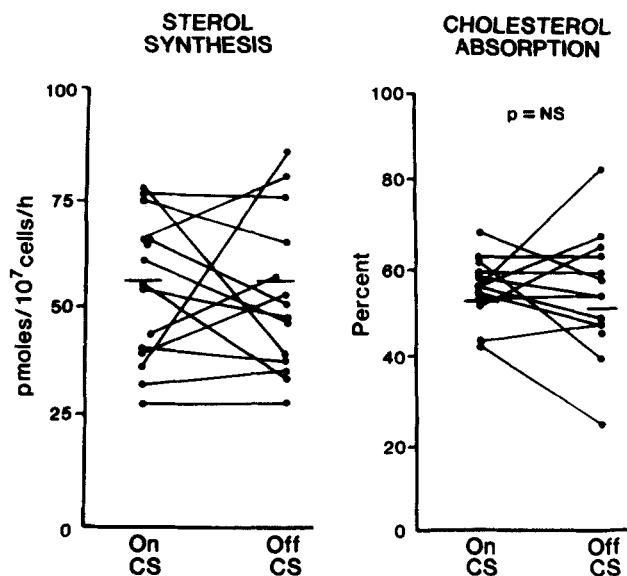 STEROL
SYNTHESIS
pmoles/10⁷cells/h
100
75
50
25
0
On
CS
Off
CS
CHOLESTEROL
ABSORPTION
p = NS
Percent
100
80
60
40
20
0
On
CS
Off
CS